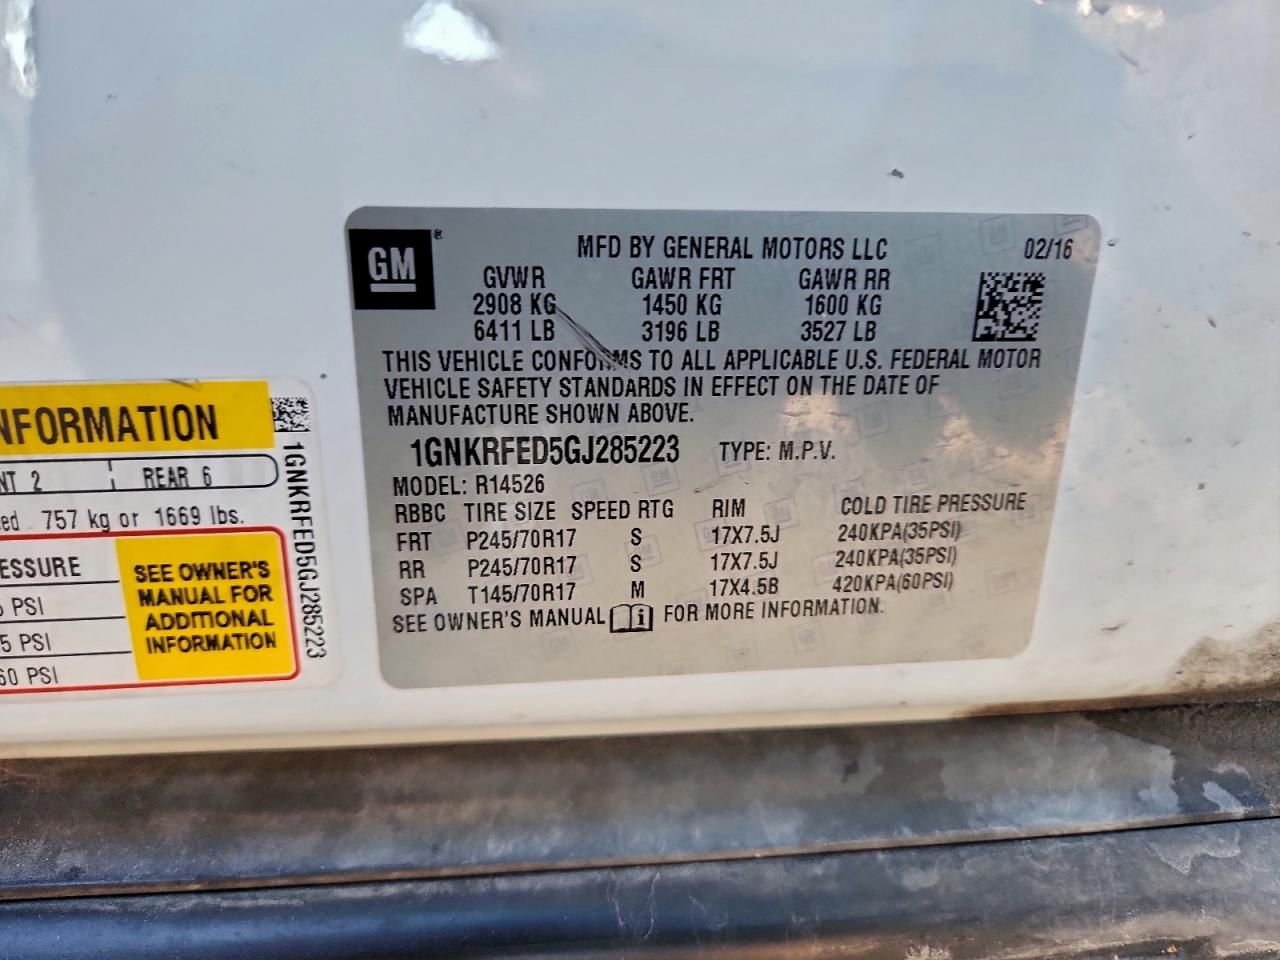 GM®
MFD BY GENERAL MOTORS LLC 02/16
GVWR GAWR FRT GAWR RR
2908 KG 1450 KG 1600 KG
6411 LB 3196 LB 3527 LB
THIS VEHICLE CONFORMS TO ALL APPLICABLE U.S. FEDERAL MOTOR
VEHICLE SAFETY STANDARDS IN EFFECT ON THE DATE OF
MANUFACTURE SHOWN ABOVE.
1GNKRFED5GJ285223 TYPE: M.P.V.
MODEL: R14526
RBBC TIRE SIZE SPEED RTG RIM COLD TIRE PRESSURE
FRT P245/70R17 S 17X7.5J 240KPA(35PSI)
RR P245/70R17 S 17X7.5J 240KPA(35PSI)
SPA T145/70R17 M 17X4.5B 420KPA(60PSI)
SEE OWNER'S MANUAL i FOR MORE INFORMATION.
NFORMATION
NT 2 REAR 6
ed 757 kg or 1669 lbs.
ESSURE
5 PSI
5 PSI
60 PSI
SEE OWNER'S
MANUAL FOR
ADDITIONAL
INFORMATION
1GNKRFED5GJ285223